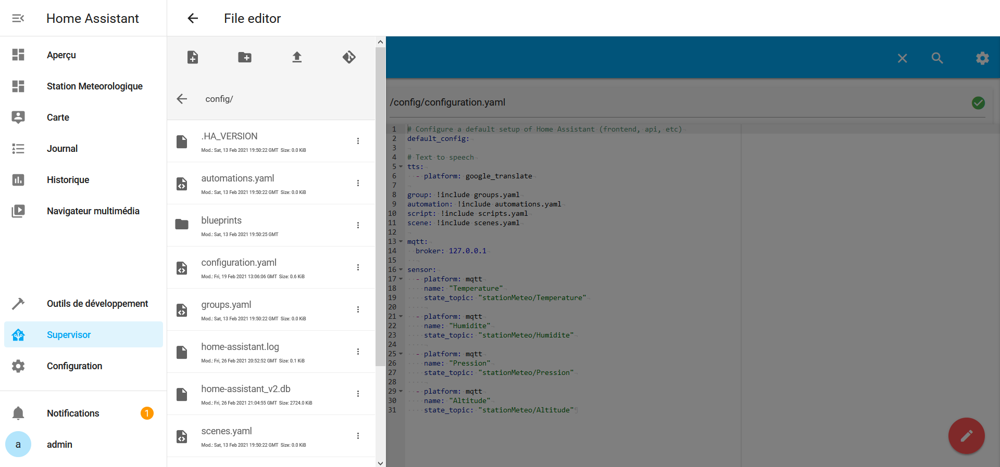 Home Assistant
Aperçu
Station Meteorologique
Carte
Journal
Historique
Navigateur multimédia
Outils de développement
Supervisor
Configuration
Notifications
1
a
admin
File editor
config/
.HA_VERSION
Mod.: Sat, 13 Feb 2021 19:50:22 GMT Size: 0.0 KiB
automations.yaml
Mod.: Sat, 13 Feb 2021 19:50:22 GMT Size: 0.0 KiB
blueprints
Mod.: Sat, 13 Feb 2021 19:50:25 GMT
configuration.yaml
Mod.: Fri, 19 Feb 2021 13:06:06 GMT Size: 0.6 KiB
groups.yaml
Mod.: Sat, 13 Feb 2021 19:50:22 GMT Size: 0.0 KiB
home-assistant.log
Mod.: Fri, 26 Feb 2021 20:52:52 GMT Size: 0.1 KiB
home-assistant_v2.db
Mod.: Fri, 26 Feb 2021 21:04:55 GMT Size: 2724.0 KiB
scenes.yaml
Mod.: Sat, 13 Feb 2021 19:50:22 GMT Size: 0.0 KiB
/config/configuration.yaml
1 # Configure a default setup of Home Assistant (frontend, api, etc)
2 default_config:
3
4 # Text to speech
5 tts:
6   - platform: google_translate
7
8 group: !include groups.yaml
9 automation: !include automations.yaml
10 script: !include scripts.yaml
11 scene: !include scenes.yaml
12
13 mqtt:
14   broker: 127.0.0.1
15
16 sensor:
17   - platform: mqtt
18     name: "Temperature"
19     state_topic: "stationMeteo/Temperature"
20
21   - platform: mqtt
22     name: "Humidite"
23     state_topic: "stationMeteo/Humidite"
24
25   - platform: mqtt
26     name: "Pression"
27     state_topic: "stationMeteo/Pression"
28
29   - platform: mqtt
30     name: "Altitude"
31     state_topic: "stationMeteo/Altitude"